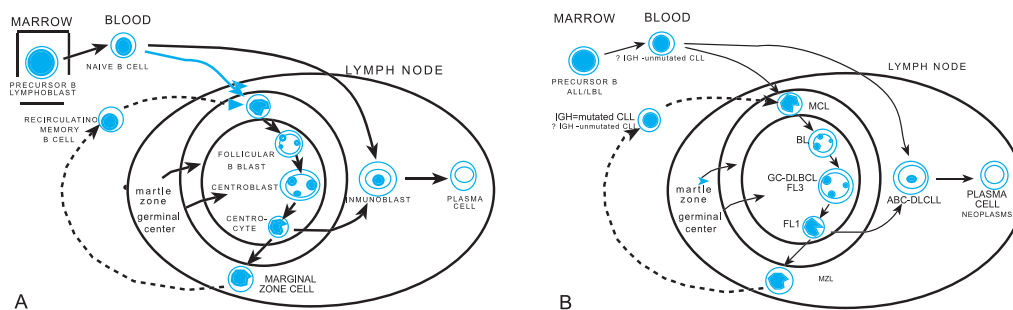 MARROW
BLOOD
PRECURSOR B
LYMPHOBLAST
NAIVE B CELL
LYMPH NODE
RECIRCULATINO
MEMORY
B CELL
FOLLICULAR
B BLAST
CENTROBLAST
martle
zone
germinal
center
CENTRO-
CYTE
INMUNOBLAST
PLASMA
CELL
MARGINAL
ZONE CELL
A
MARROW
BLOOD
? IGH -unmutated CLL
PRECURSOR B
ALL/LBL
LYMPH NODE
IGH=mutated CLL
? IGH -unmutated CLL
MCL
BL
GC-DLBCL
FL3
martle
zone
germinal
center
FL1
ABC-DLCLL
PLASMA
CELL
NEOPLASMS
MZL
B